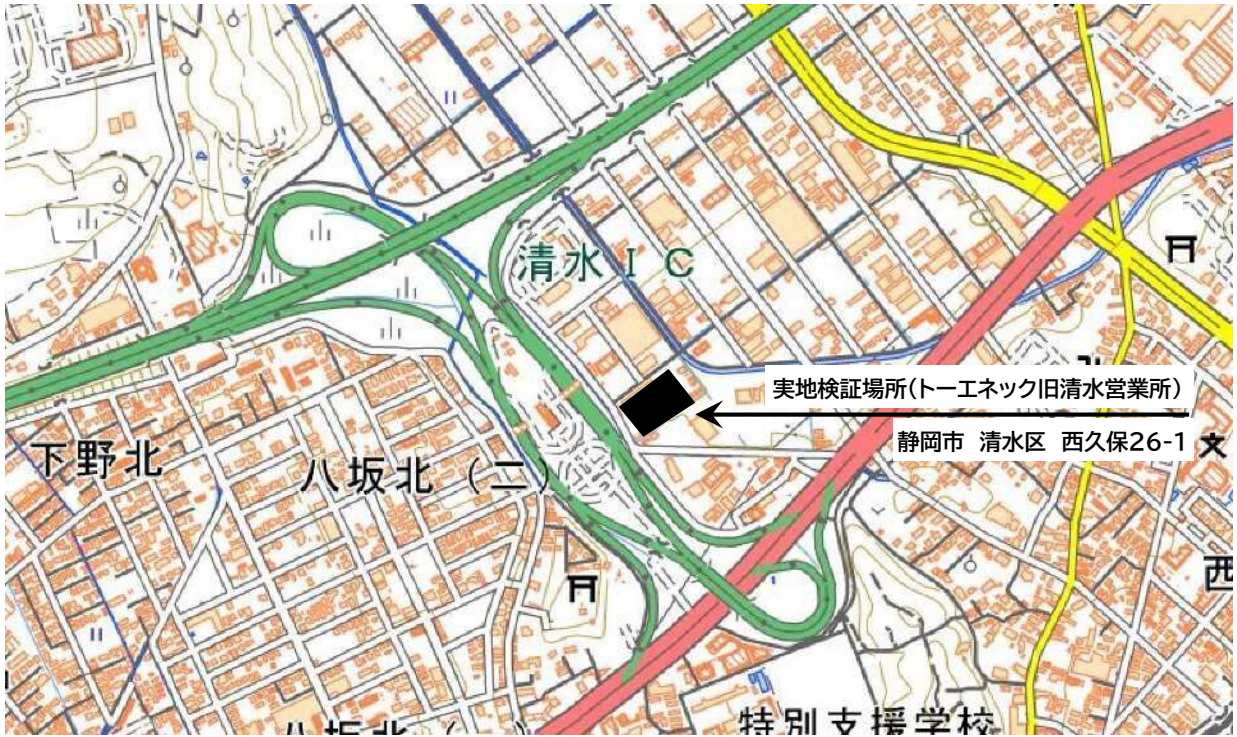 清水IC
実地検証場所(トーエネック旧清水営業所)
静岡市 清水区 西久保26-1
下野北
八坂北(二)
西
特別支援学校